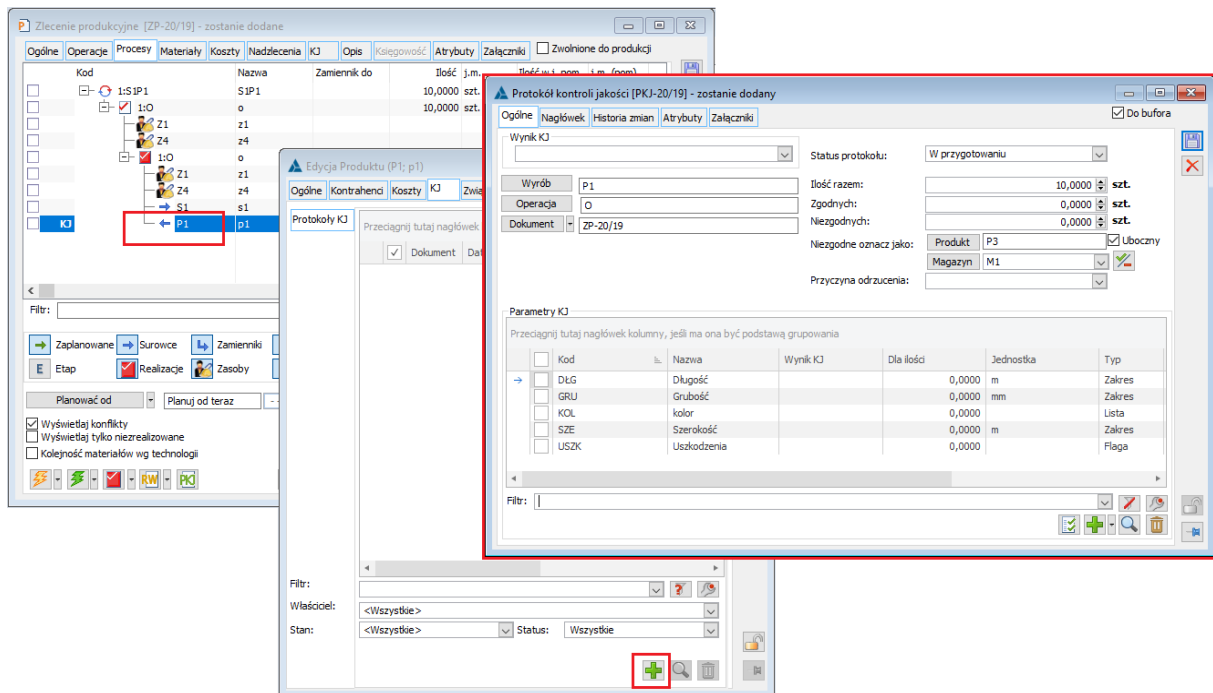 Zlecenie produkcyjne [ZP-20/19] - zostanie dodane
Ogólne Operacje Procesy Materiały Koszty Nadzlecenia KJ Opis Księgowość Atrybuty Załączniki Zwolnione do produkcji
Kod Nazwa Zamiennik do Ilość j.m. Ilość w j. pom. j.m. (pom)
1:S1P1 S1P1 10,0000 szt.
1:O o 10,0000 szt.
Z1 z1
Z4 z4
1:O o
Z1 z1
Z4 z4
S1 s1
KJ P1 p1
Filtr:
Zaplanowane Surowce Zamienniki
E Etap Realizacje Zasoby
Planować od Planuj od teraz
Wyświetlaj konflikty
Wyświetlaj tylko niezrealizowane
Kolejność materiałów wg technologii
RW PKJ
Edycja Produktu (P1; p1)
Ogólne Kontrahenci Koszty KJ
Protokoły KJ
Przeciągnij tutaj nagłówek
Dokument
Filtr:
Właściciel: <Wszystkie>
Stan: <Wszystkie> Status: Wszystkie
Protokół kontroli jakości [PKJ-20/19] - zostanie dodany
Ogólne Nagłówek Historia zmian Atrybuty Załączniki Do bufora
Wynik KJ
Status protokołu: W przygotowaniu
Wyrób P1 Ilość razem: 10,0000 szt.
Operacja O Zgodnych: 0,0000 szt.
Dokument ZP-20/19 Niezgodnych: 0,0000 szt.
Niezgodne oznacz jako: Produkt P3 Uboczny
Magazyn M1
Przyczyna odrzucenia:
Parametry KJ
Przeciągnij tutaj nagłówek kolumny, jeśli ma ona być podstawą grupowania
Kod Nazwa Wynik KJ Dla ilości Jednostka Typ
DŁG Długość 0,0000 m Zakres
GRU Grubość 0,0000 mm Zakres
KOL kolor 0,0000 Lista
SZE Szerokość 0,0000 m Zakres
USZK Uszkodzenia 0,0000 Flaga
Filtr: